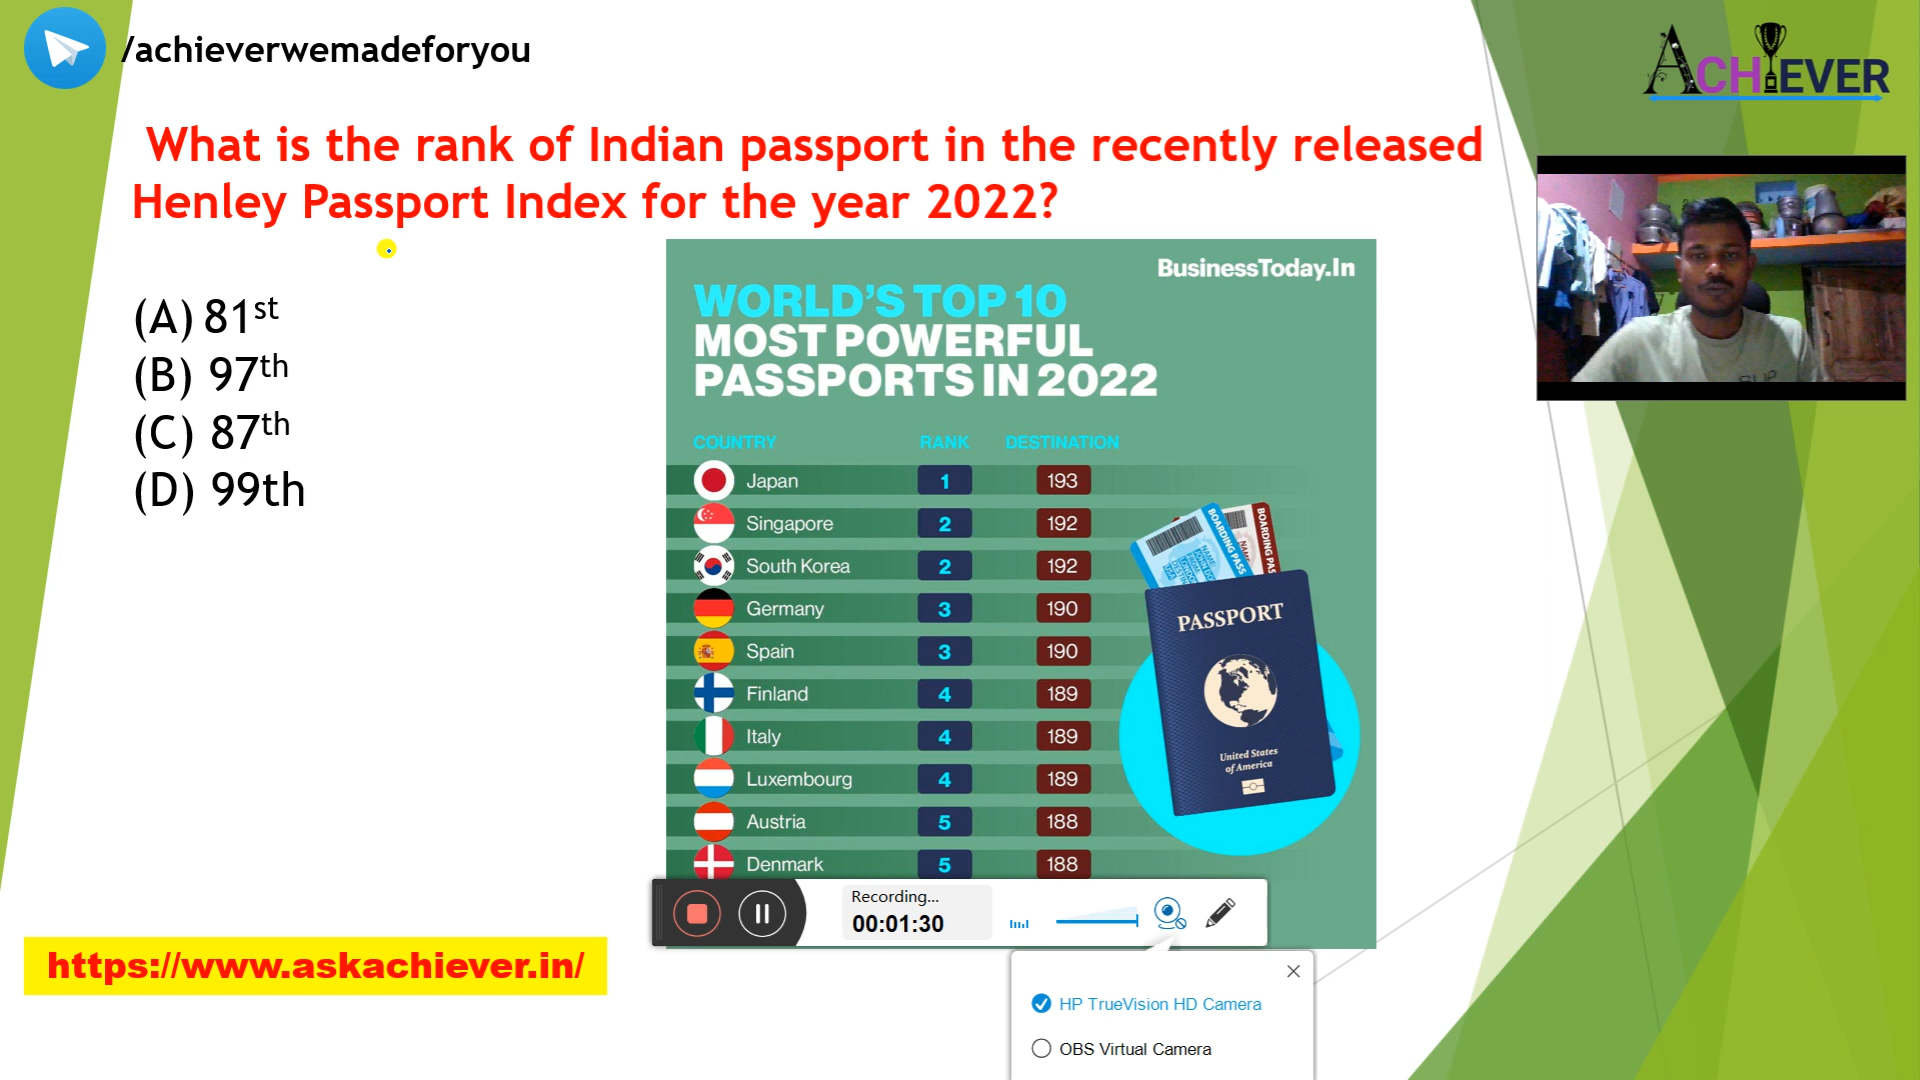 /achieverwemadeforyou
ACHIEVER
What is the rank of Indian passport in the recently released
Henley Passport Index for the year 2022?
(A) 81st
(B) 97th
(C) 87th
(D) 99th
BusinessToday.In
WORLD'S TOP 10
MOST POWERFUL
PASSPORTS IN 2022
COUNTRY RANK DESTINATION
Japan 1 193
Singapore 2 192
South Korea 2 192
Germany 3 190
Spain 3 190
Finland 4 189
Italy 4 189
Luxembourg 4 189
Austria 5 188
Denmark 5 188
BOARDING PASS
BOARDING PAS
PASSPORT
United States
of America
Recording...
00:01:30
https://www.askachiever.in/
HP TrueVision HD Camera
OBS Virtual Camera